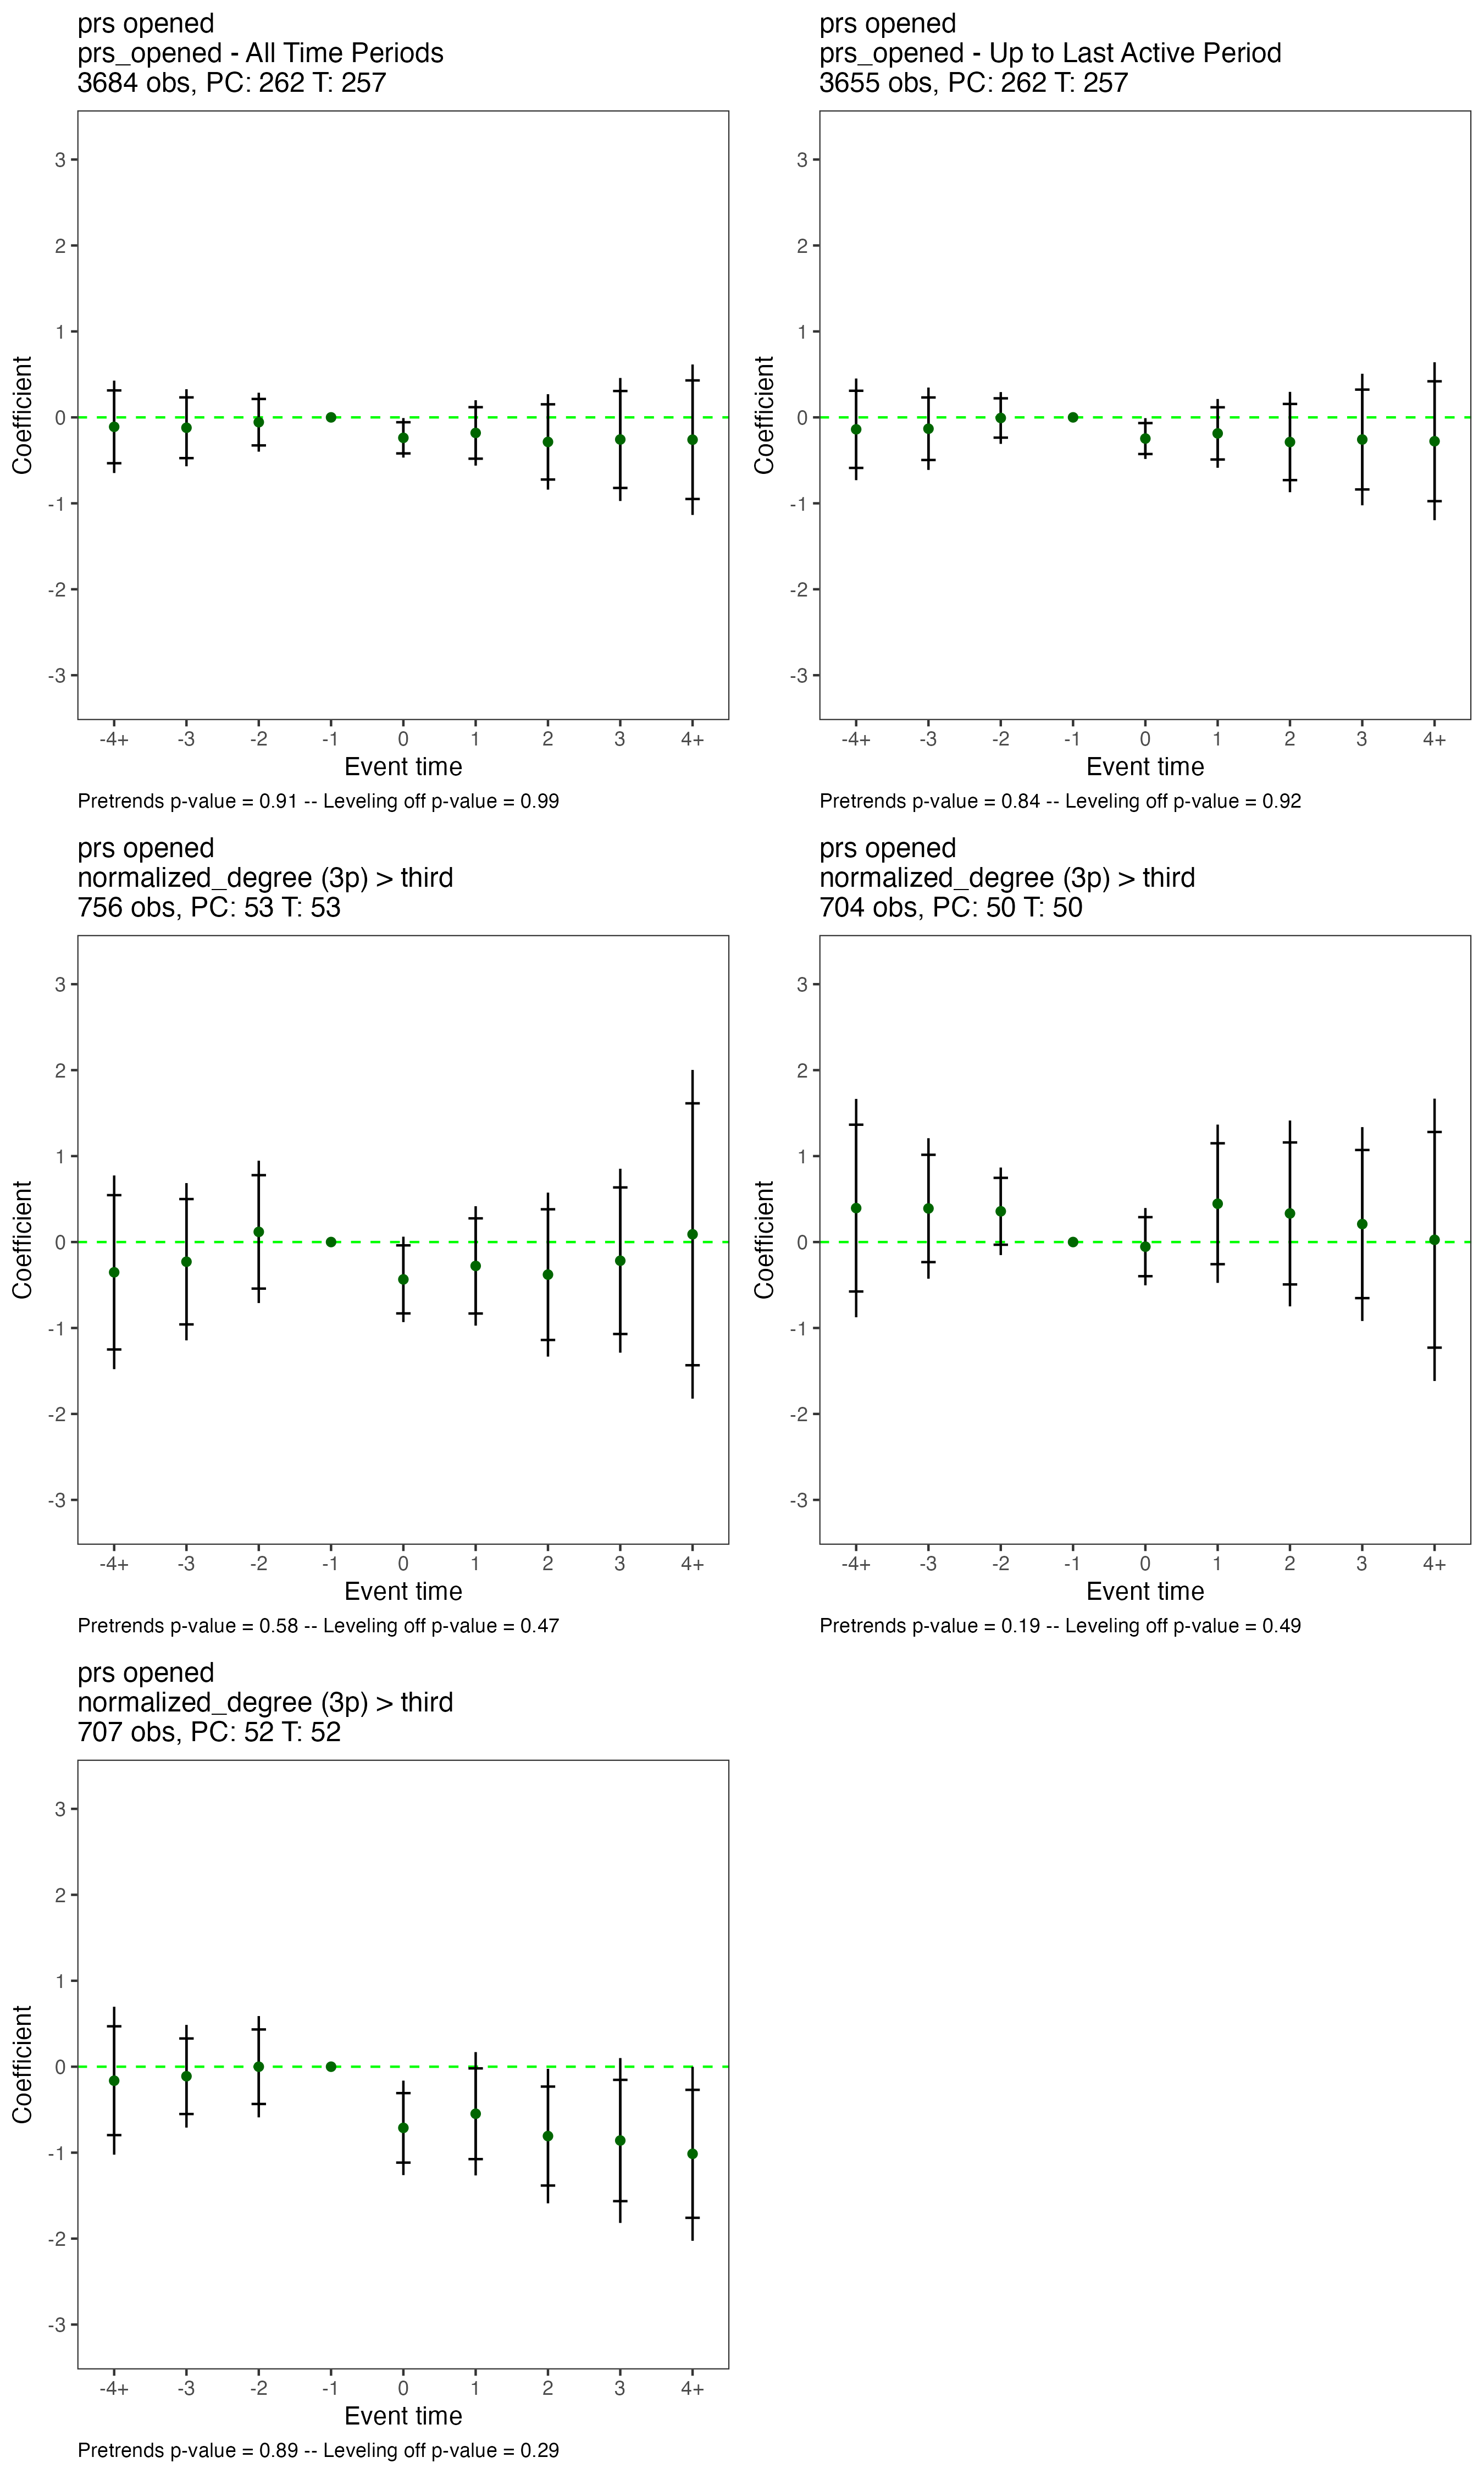 prs opened
prs_opened - All Time Periods
3684 obs, PC: 262 T: 257
3
2
1
0
-1
-2
-3
Coefficient
-4+ -3 -2 -1 0 1 2 3 4+
Event time
Pretrends p-value = 0.91 -- Leveling off p-value = 0.99
prs opened
prs_opened - Up to Last Active Period
3655 obs, PC: 262 T: 257
3
2
1
0
-1
-2
-3
Coefficient
-4+ -3 -2 -1 0 1 2 3 4+
Event time
Pretrends p-value = 0.84 -- Leveling off p-value = 0.92
prs opened
normalized_degree (3p) > third
756 obs, PC: 53 T: 53
3
2
1
0
-1
-2
-3
Coefficient
-4+ -3 -2 -1 0 1 2 3 4+
Event time
Pretrends p-value = 0.58 -- Leveling off p-value = 0.47
prs opened
normalized_degree (3p) > third
704 obs, PC: 50 T: 50
3
2
1
0
-1
-2
-3
Coefficient
-4+ -3 -2 -1 0 1 2 3 4+
Event time
Pretrends p-value = 0.19 -- Leveling off p-value = 0.49
prs opened
normalized_degree (3p) > third
707 obs, PC: 52 T: 52
3
2
1
0
-1
-2
-3
Coefficient
-4+ -3 -2 -1 0 1 2 3 4+
Event time
Pretrends p-value = 0.89 -- Leveling off p-value = 0.29